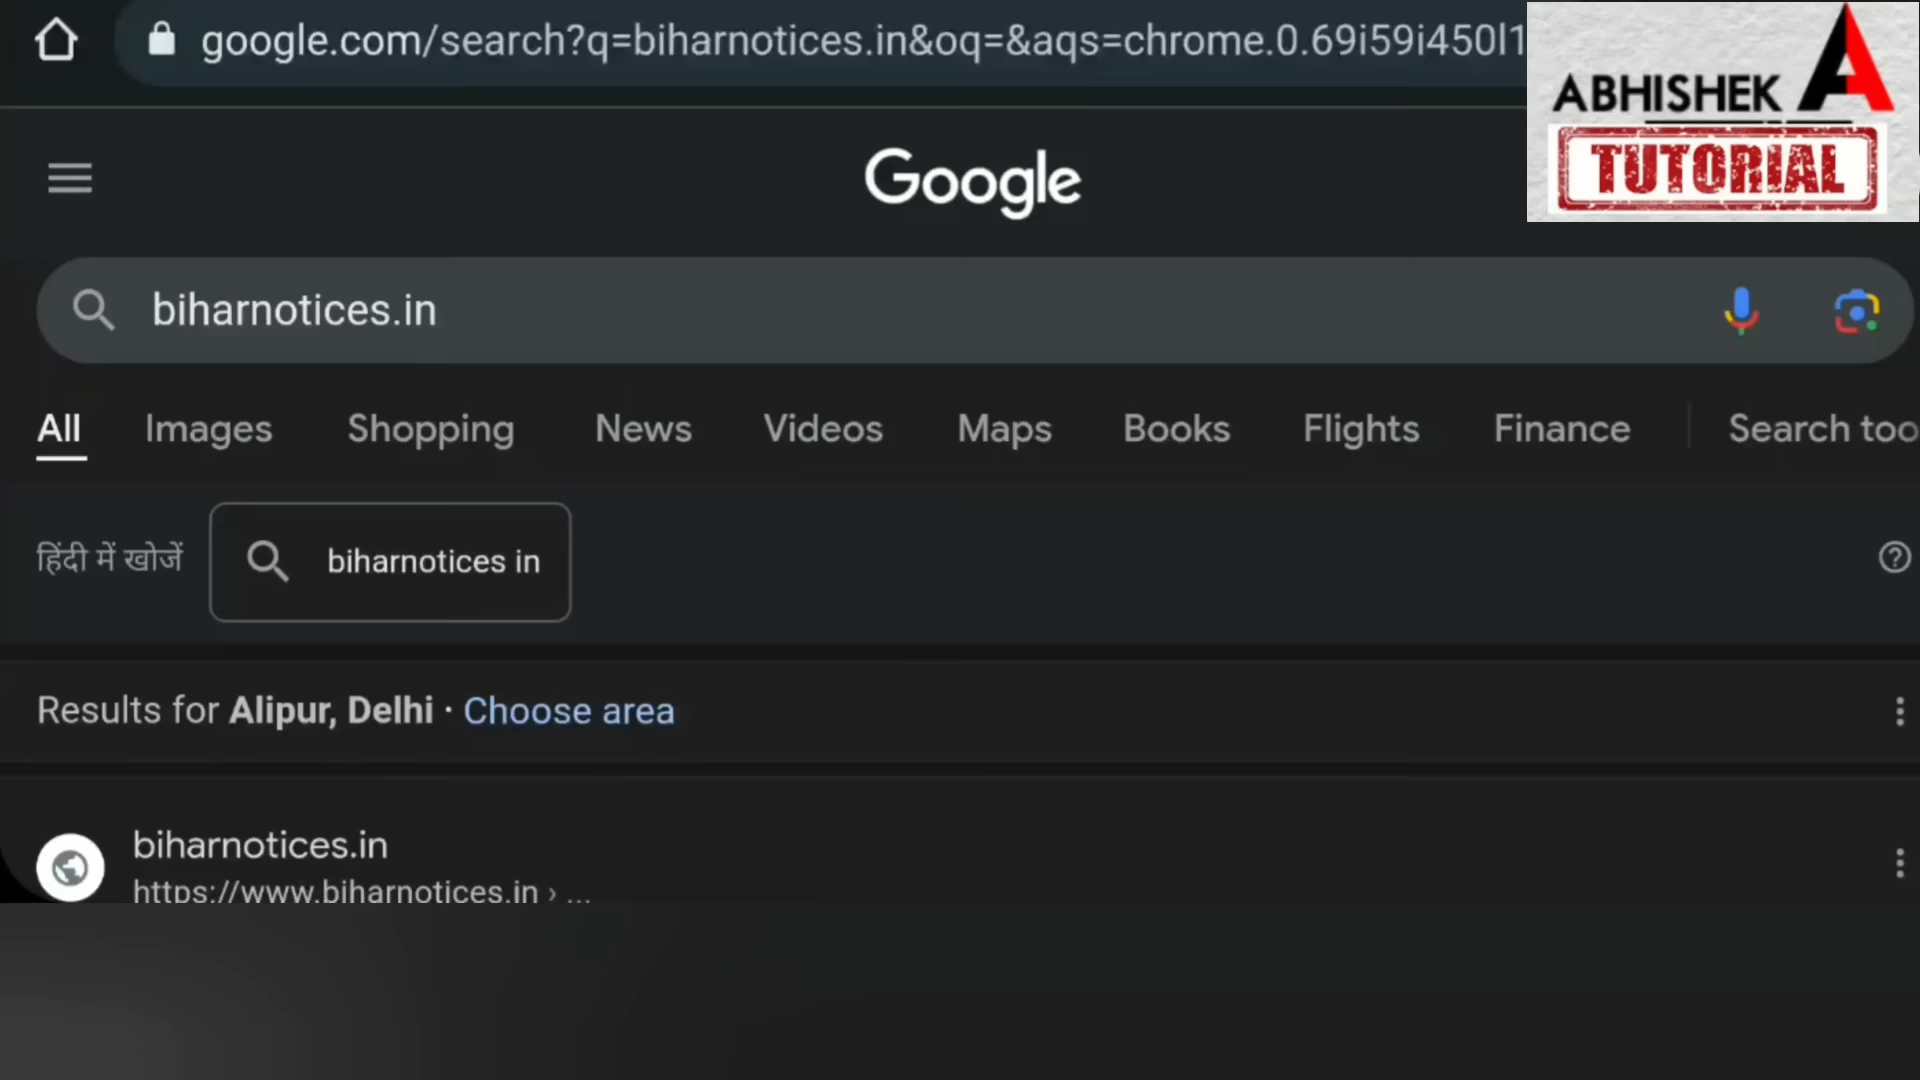 google.com/search?q=biharnotices.in&oq=&aqs=chrome.0.69i59i450l1
ABHISHEK A
TUTORIAL
Google
biharnotices.in
All Images Shopping News Videos Maps Books Flights Finance Search too
हिंदी में खोजें biharnotices in
Results for Alipur, Delhi · Choose area
biharnotices.in
https://www.biharnotices.in › ...